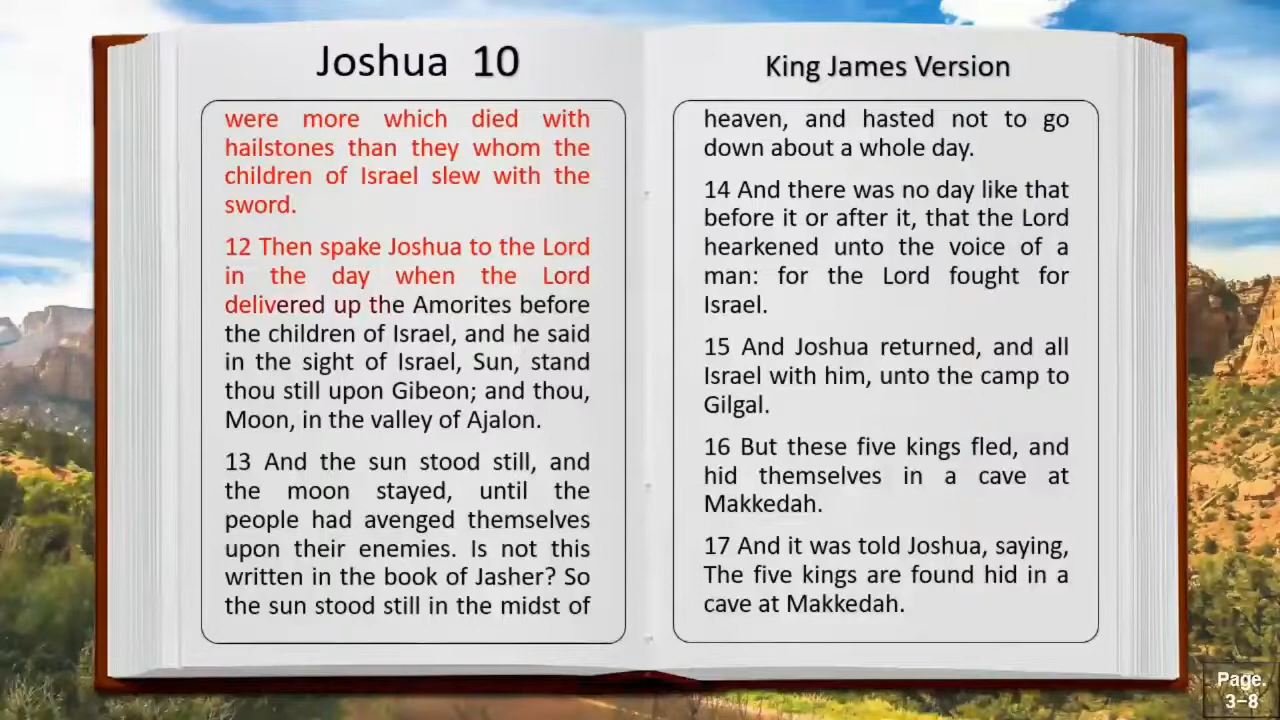 Joshua 10
were more which died with
hailstones than they whom the
children of Israel slew with the
sword.
12 Then spake Joshua to the Lord
in the day when the Lord
delivered up the Amorites before
the children of Israel, and he said
in the sight of Israel, Sun, stand
thou still upon Gibeon; and thou,
Moon, in the valley of Ajalon.
13 And the sun stood still, and
the moon stayed, until the
people had avenged themselves
upon their enemies. Is not this
written in the book of Jasher? So
the sun stood still in the midst of
King James Version
heaven, and hasted not to go
down about a whole day.
14 And there was no day like that
before it or after it, that the Lord
hearkened unto the voice of a
man: for the Lord fought for
Israel.
15 And Joshua returned, and all
Israel with him, unto the camp to
Gilgal.
16 But these five kings fled, and
hid themselves in a cave at
Makkedah.
17 And it was told Joshua, saying,
The five kings are found hid in a
cave at Makkedah.
Page.
3-8